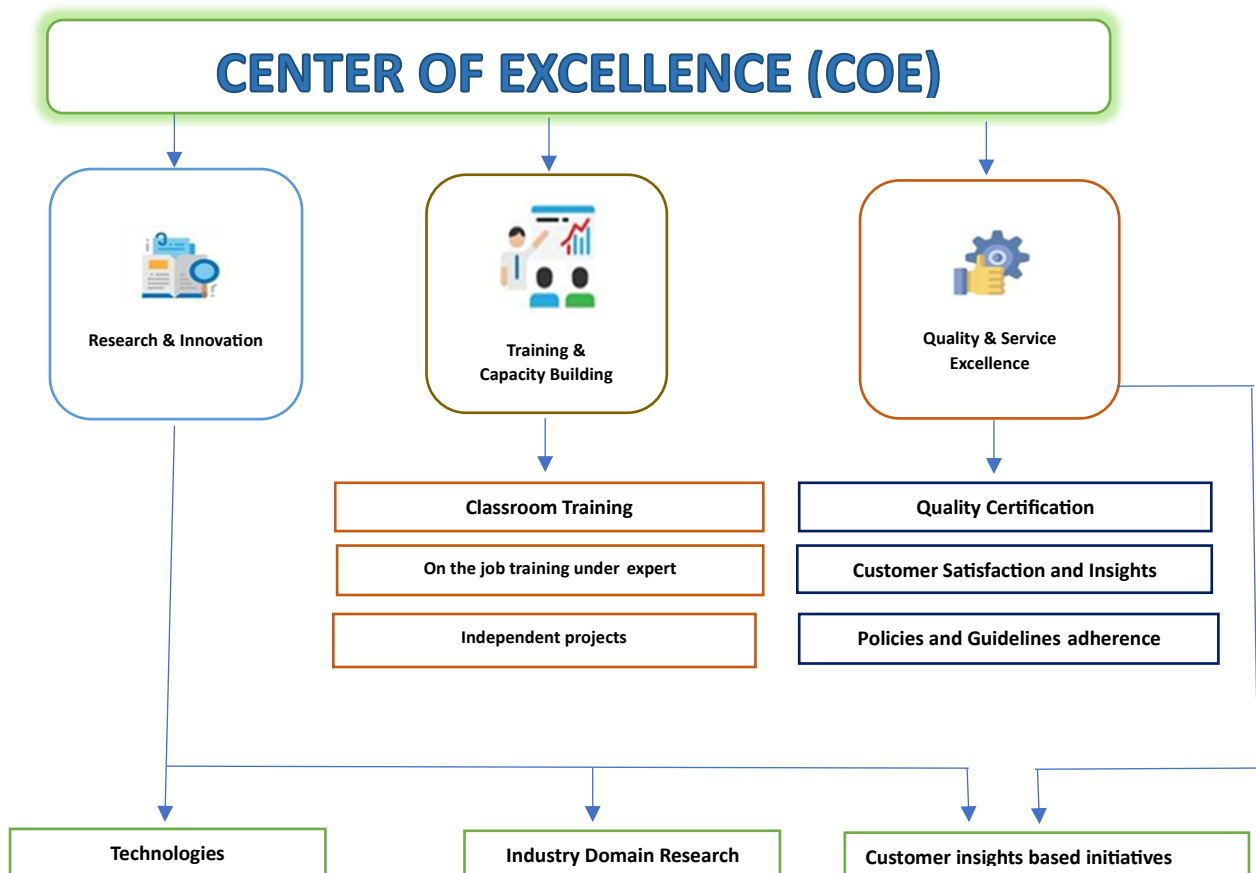 CENTER OF EXCELLENCE (COE)
Research & Innovation
Training &
Capacity Building
Quality & Service
Excellence
Classroom Training
On the job training under expert
Independent projects
Quality Certification
Customer Satisfaction and Insights
Policies and Guidelines adherence
Technologies
Industry Domain Research
Customer insights based initiatives